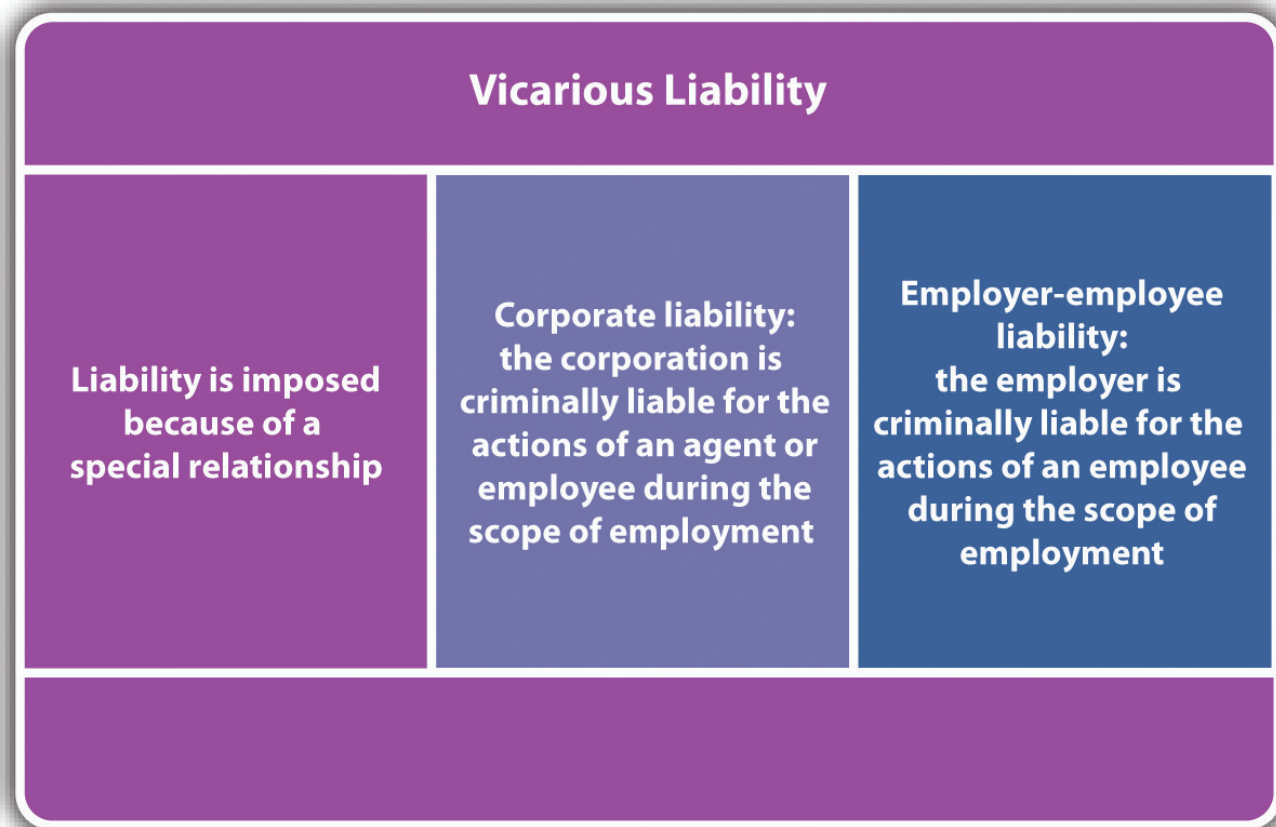 Vicarious Liability
Liability is imposed
because of a
special relationship
Corporate liability:
the corporation is
criminally liable for the
actions of an agent or
employee during the
scope of employment
Employer-employee
liability:
the employer is
criminally liable for the
actions of an employee
during the scope of
employment